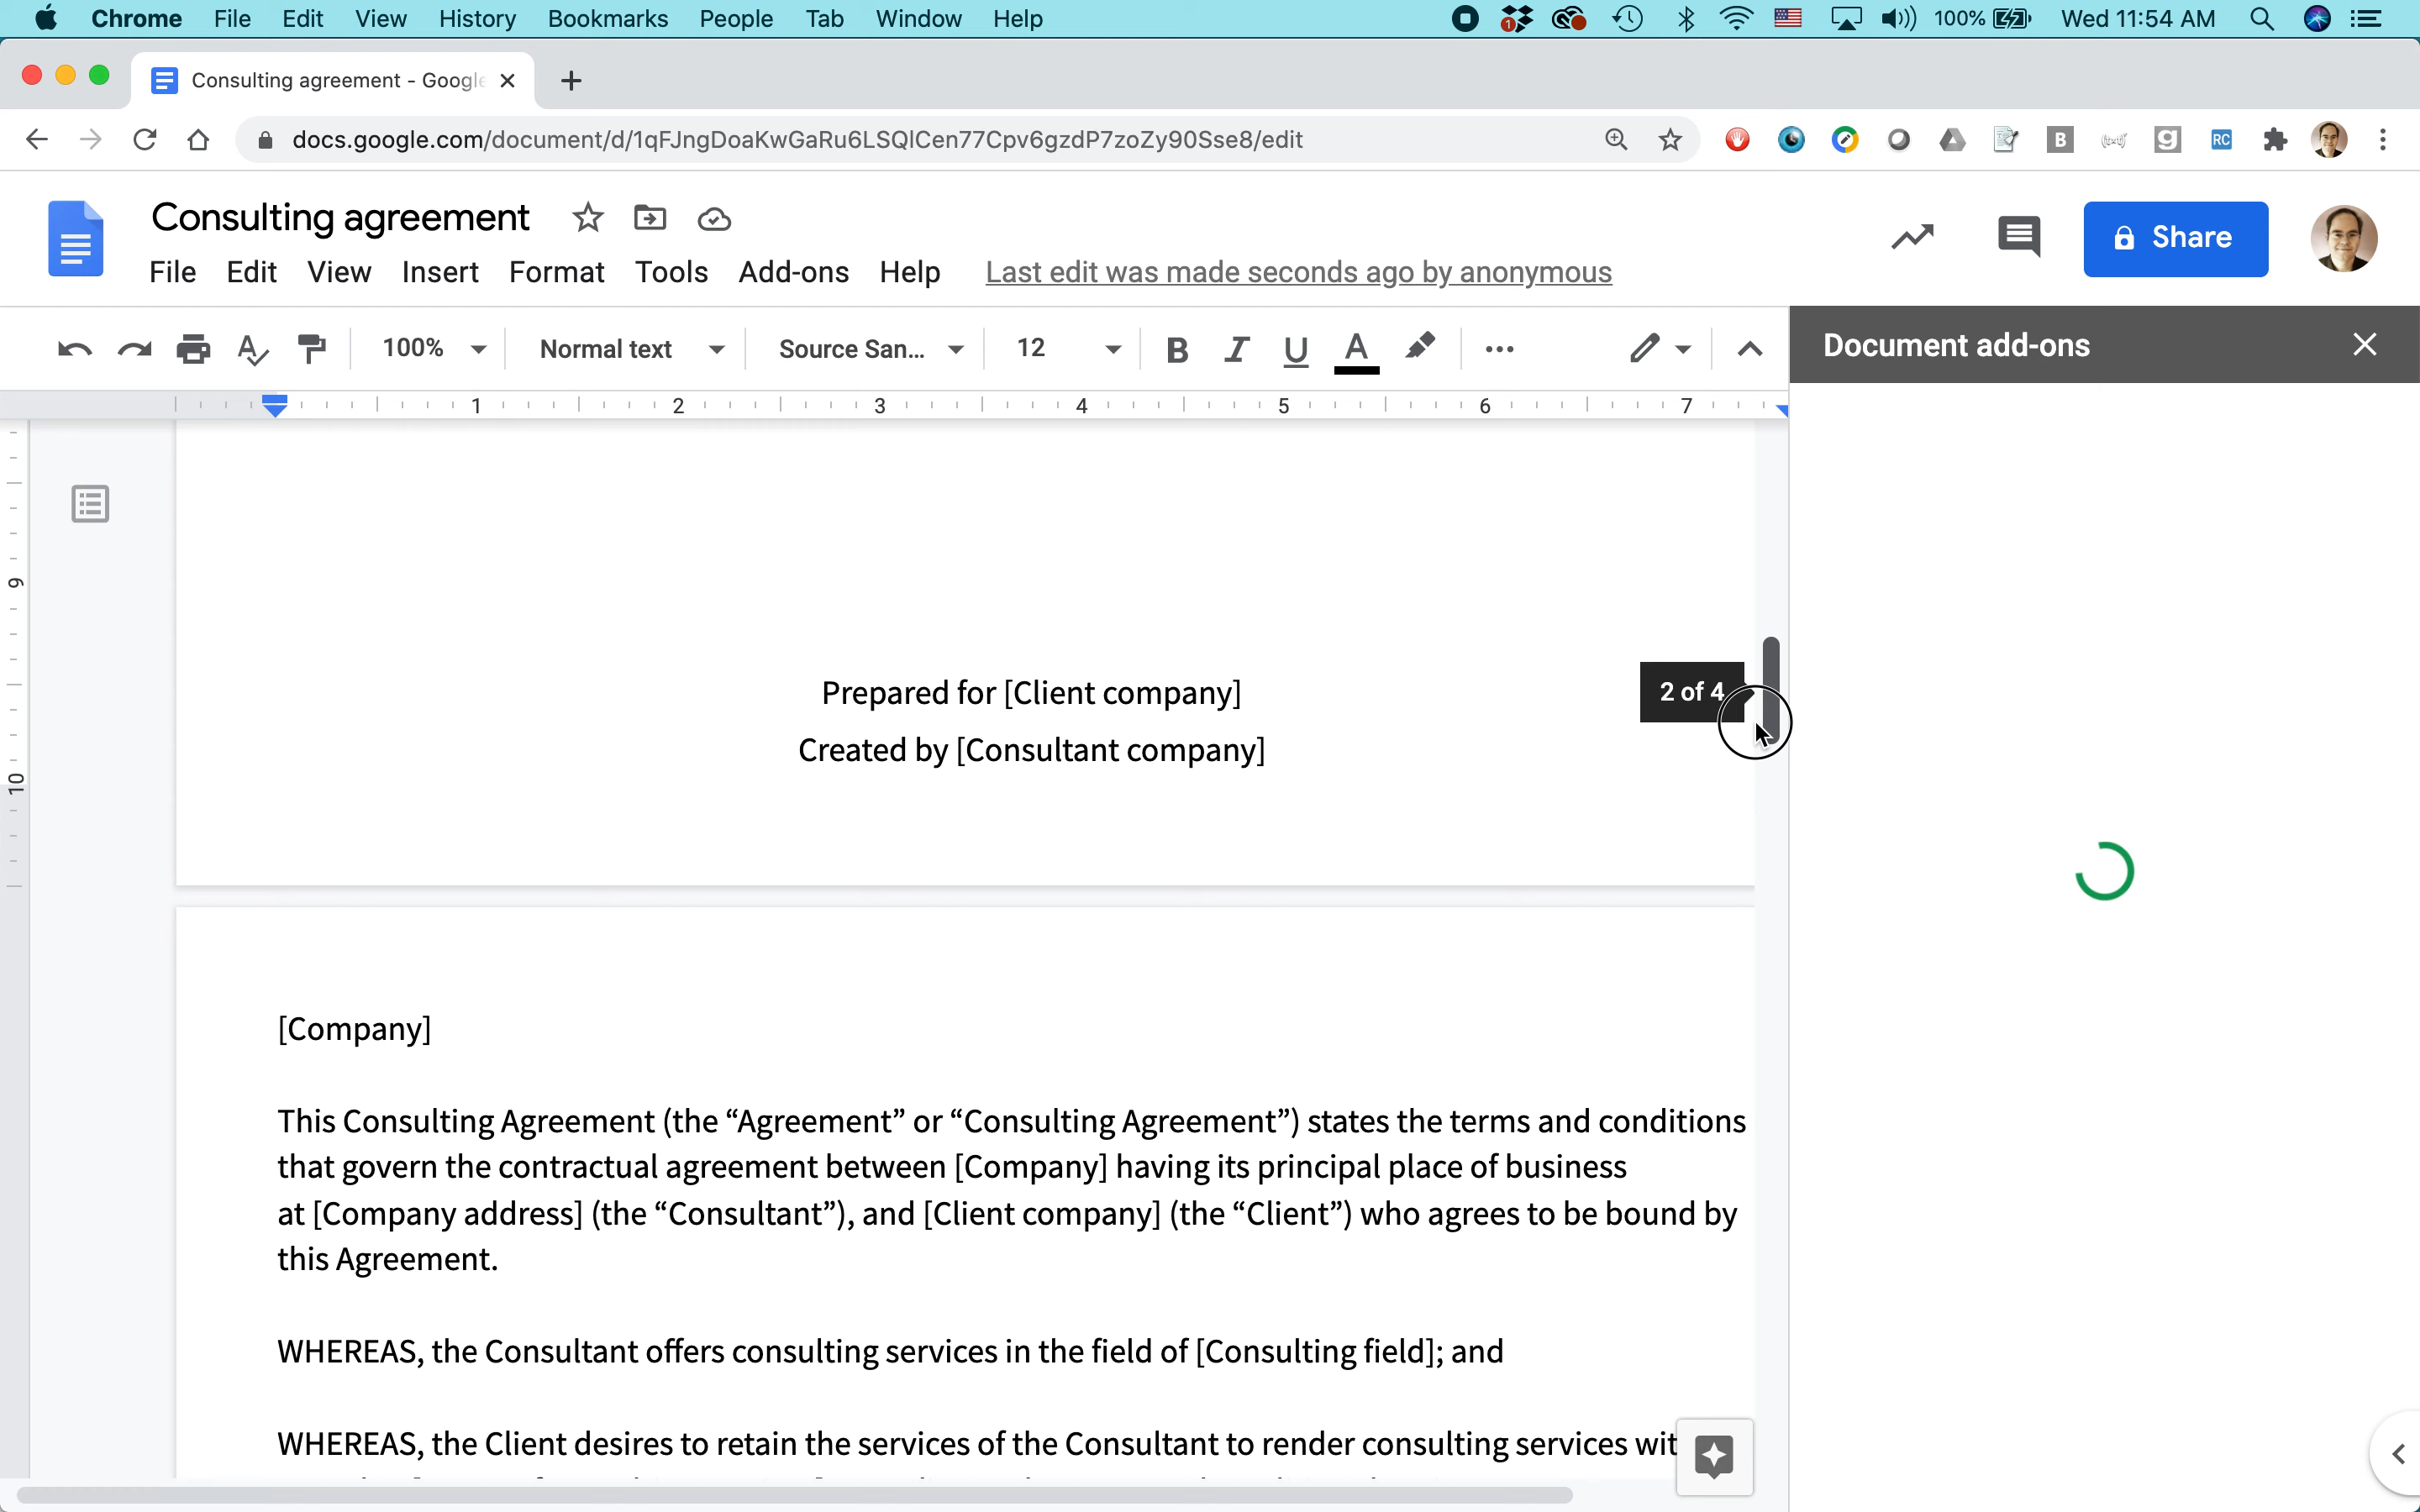 Chrome File Edit View History Bookmarks People Tab Window Help 1 100% Wed 11:54 AM
Consulting agreement - Google
docs.google.com/document/d/1qFJngDoaKwGaRu6LSQlCen77Cpv6gzdP7zoZy90Sse8/edit B g RC
Consulting agreement
Share
File Edit View Insert Format Tools Add-ons Help Last edit was made seconds ago by anonymous
100% Normal text Source San... 12 B I U A
Document add-ons
1 2 3 4 5 6 7
9
10
Prepared for [Client company]
2 of 4
Created by [Consultant company]
[Company]
This Consulting Agreement (the “Agreement” or “Consulting Agreement”) states the terms and conditions
that govern the contractual agreement between [Company] having its principal place of business
at [Company address] (the “Consultant”), and [Client company] (the “Client”) who agrees to be bound by
this Agreement.
WHEREAS, the Consultant offers consulting services in the field of [Consulting field]; and
WHEREAS, the Client desires to retain the services of the Consultant to render consulting services wit